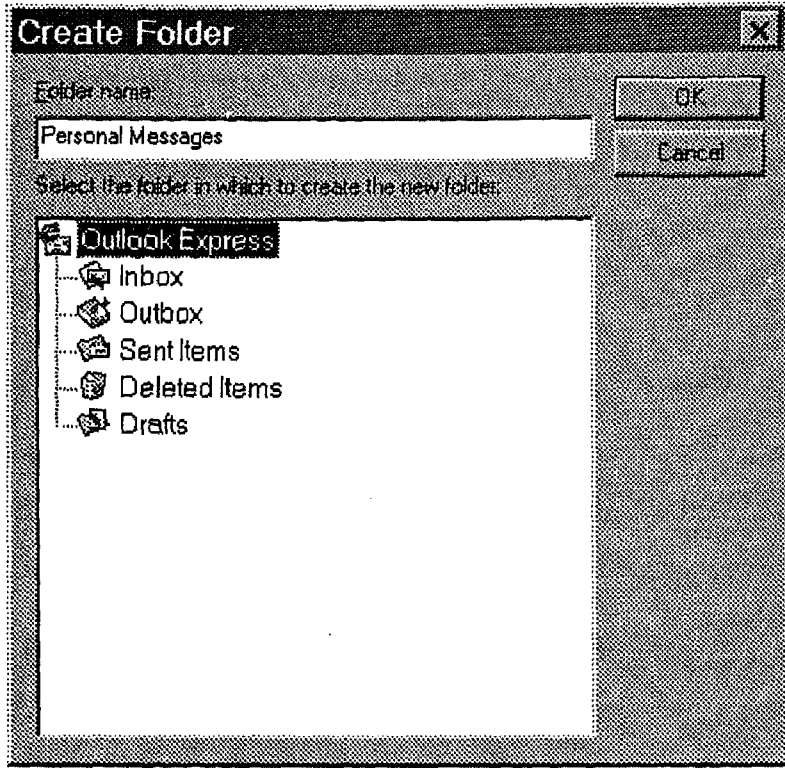 Create Folder
Folder name:
OK
Personal Messages
Cancel
Select the folder in which to create the new folder:
Outlook Express
Inbox
Outbox
Sent Items
Deleted Items
Drafts